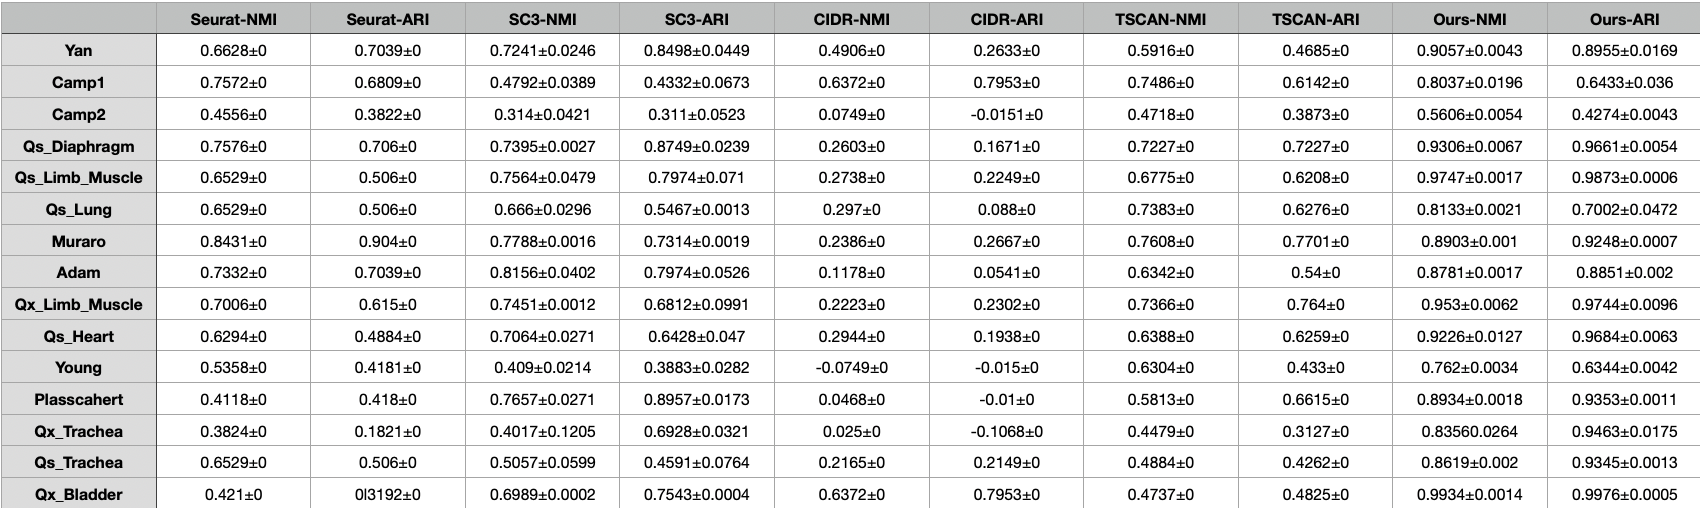 Seurat-NMI Seurat-ARI SC3-NMI SC3-ARI CIDR-NMI CIDR-ARI TSCAN-NMI TSCAN-ARI Ours-NMI Ours-ARI
Yan 0.6628±0 0.7039±0 0.7241±0.0246 0.8498±0.0449 0.4906±0 0.2633±0 0.5916±0 0.4685±0 0.9057±0.0043 0.8955±0.0169
Camp1 0.7572±0 0.6809±0 0.4792±0.0389 0.4332±0.0673 0.6372±0 0.7953±0 0.7486±0 0.6142±0 0.8037±0.0196 0.6433±0.036
Camp2 0.4556±0 0.3822±0 0.314±0.0421 0.311±0.0523 0.0749±0 -0.0151±0 0.4718±0 0.3873±0 0.5606±0.0054 0.4274±0.0043
Qs_Diaphragm 0.7576±0 0.706±0 0.7395±0.0027 0.8749±0.0239 0.2603±0 0.1671±0 0.7227±0 0.7227±0 0.9306±0.0067 0.9661±0.0054
Qs_Limb_Muscle 0.6529±0 0.506±0 0.7564±0.0479 0.7974±0.071 0.2738±0 0.2249±0 0.6775±0 0.6208±0 0.9747±0.0017 0.9873±0.0006
Qs_Lung 0.6529±0 0.506±0 0.666±0.0296 0.5467±0.0013 0.297±0 0.088±0 0.7383±0 0.6276±0 0.8133±0.0021 0.7002±0.0472
Muraro 0.8431±0 0.904±0 0.7788±0.0016 0.7314±0.0019 0.2386±0 0.2667±0 0.7608±0 0.7701±0 0.8903±0.001 0.9248±0.0007
Adam 0.7332±0 0.7039±0 0.8156±0.0402 0.7974±0.0526 0.1178±0 0.0541±0 0.6342±0 0.54±0 0.8781±0.0017 0.8851±0.002
Qx_Limb_Muscle 0.7006±0 0.615±0 0.7451±0.0012 0.6812±0.0991 0.2223±0 0.2302±0 0.7366±0 0.764±0 0.953±0.0062 0.9744±0.0096
Qs_Heart 0.6294±0 0.4884±0 0.7064±0.0271 0.6428±0.047 0.2944±0 0.1938±0 0.6388±0 0.6259±0 0.9226±0.0127 0.9684±0.0063
Young 0.5358±0 0.4181±0 0.409±0.0214 0.3883±0.0282 -0.0749±0 -0.015±0 0.6304±0 0.433±0 0.762±0.0034 0.6344±0.0042
Plasscahert 0.4118±0 0.418±0 0.7657±0.0271 0.8957±0.0173 0.0468±0 -0.01±0 0.5813±0 0.6615±0 0.8934±0.0018 0.9353±0.0011
Qx_Trachea 0.3824±0 0.1821±0 0.4017±0.1205 0.6928±0.0321 0.025±0 -0.1068±0 0.4479±0 0.3127±0 0.83560.0264 0.9463±0.0175
Qs_Trachea 0.6529±0 0.506±0 0.5057±0.0599 0.4591±0.0764 0.2165±0 0.2149±0 0.4884±0 0.4262±0 0.8619±0.002 0.9345±0.0013
Qx_Bladder 0.421±0 0l3192±0 0.6989±0.0002 0.7543±0.0004 0.6372±0 0.7953±0 0.4737±0 0.4825±0 0.9934±0.0014 0.9976±0.0005